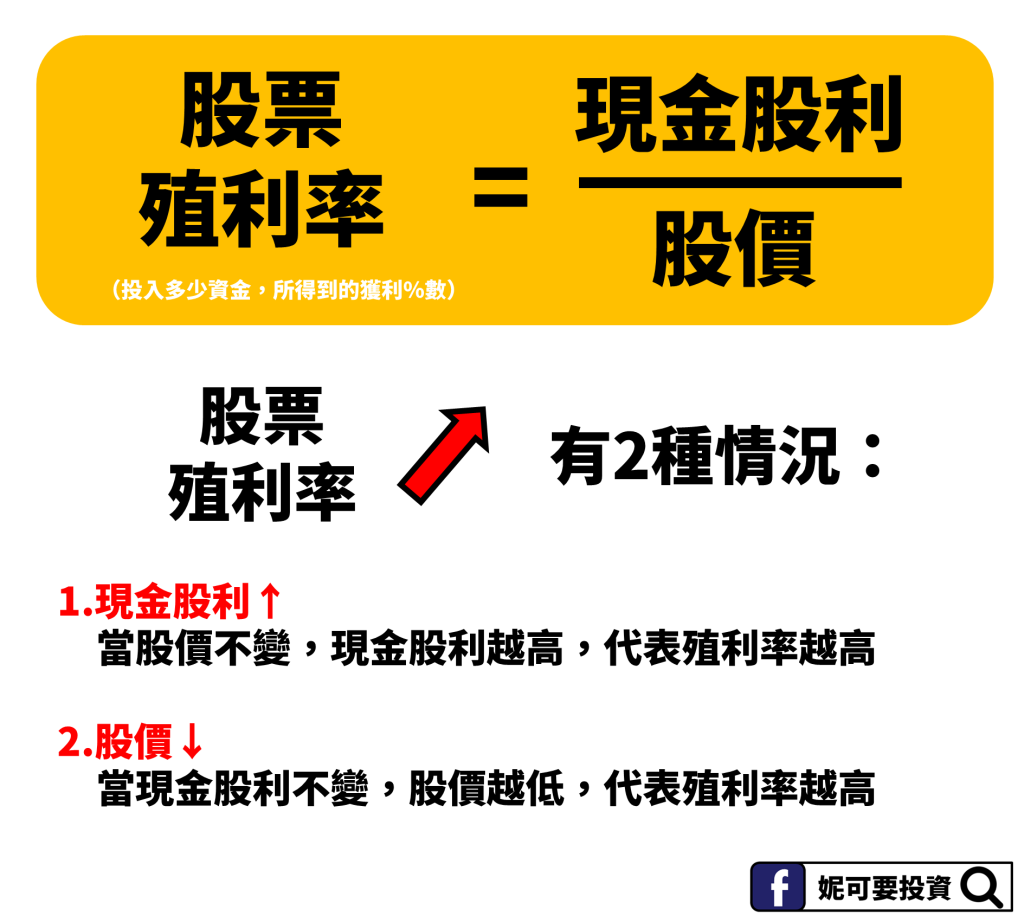 股票
殖利率
（投入多少資金，所得到的獲利%數）
=
現金股利
股價
股票
殖利率
有2種情況：
1.現金股利↑
當股價不變，現金股利越高，代表殖利率越高
2.股價↓
當現金股利不變，股價越低，代表殖利率越高
f 妮可要投資